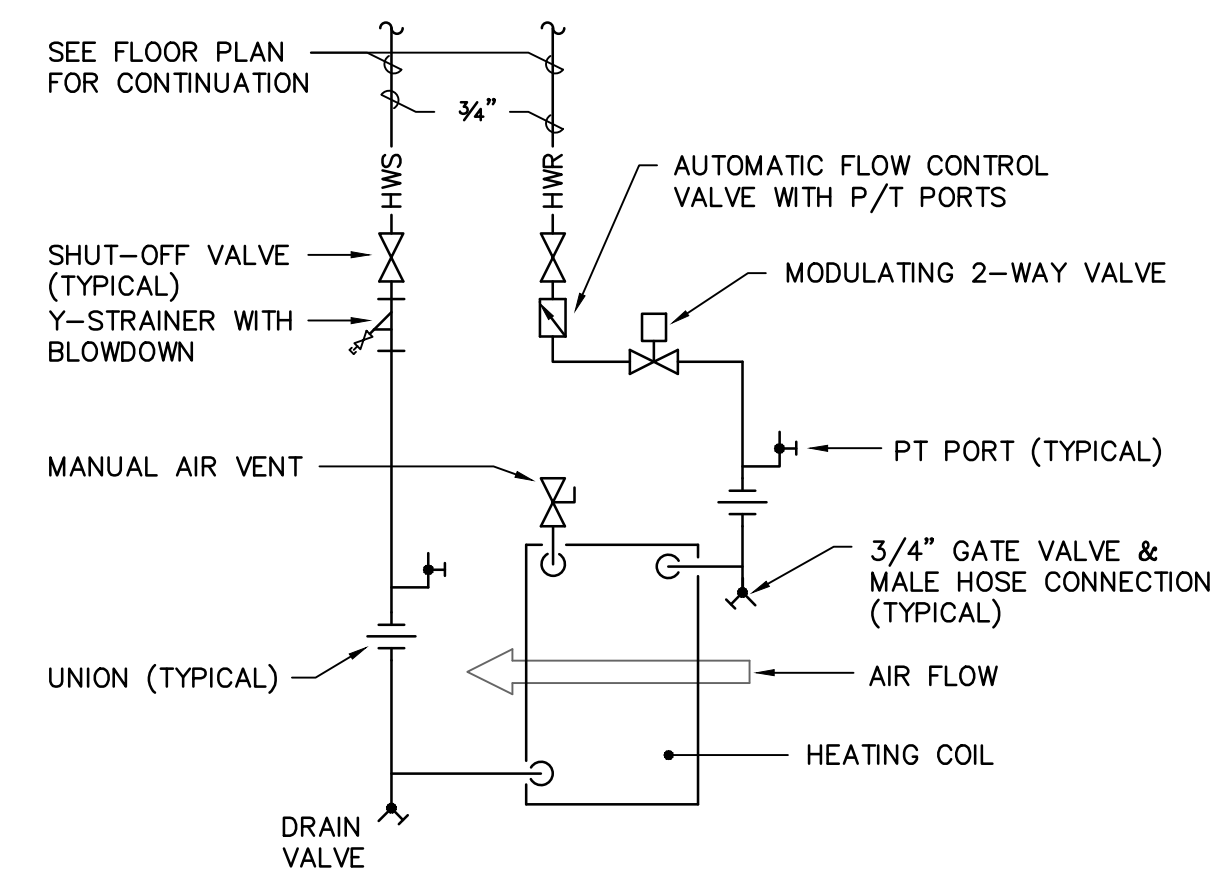 SEE FLOOR PLAN
FOR CONTINUATION
3/4"
HWS
HWR
AUTOMATIC FLOW CONTROL
VALVE WITH P/T PORTS
SHUT-OFF VALVE
(TYPICAL)
MODULATING 2-WAY VALVE
Y-STRAINER WITH
BLOWDOWN
MANUAL AIR VENT
PT PORT (TYPICAL)
3/4" GATE VALVE &
MALE HOSE CONNECTION
(TYPICAL)
UNION (TYPICAL)
AIR FLOW
HEATING COIL
DRAIN
VALVE